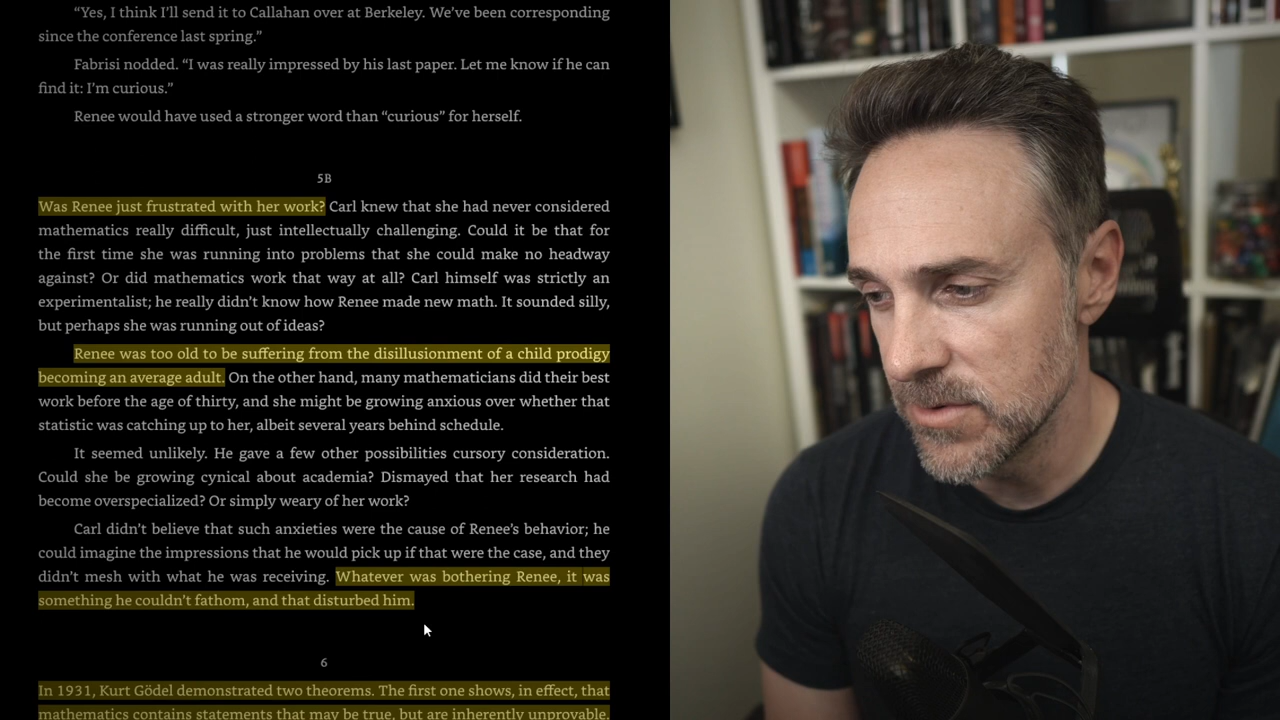 “Yes, I think I’ll send it to Callahan over at Berkeley. We’ve been corresponding
since the conference last spring.”
Fabrisi nodded. “I was really impressed by his last paper. Let me know if he can
find it: I’m curious.”
Renee would have used a stronger word than “curious” for herself.
5B
Was Renee just frustrated with her work? Carl knew that she had never considered
mathematics really difficult, just intellectually challenging. Could it be that for
the first time she was running into problems that she could make no headway
against? Or did mathematics work that way at all? Carl himself was strictly an
experimentalist; he really didn’t know how Renee made new math. It sounded silly,
but perhaps she was running out of ideas?
Renee was too old to be suffering from the disillusionment of a child prodigy
becoming an average adult. On the other hand, many mathematicians did their best
work before the age of thirty, and she might be growing anxious over whether that
statistic was catching up to her, albeit several years behind schedule.
It seemed unlikely. He gave a few other possibilities cursory consideration.
Could she be growing cynical about academia? Dismayed that her research had
become overspecialized? Or simply weary of her work?
Carl didn’t believe that such anxieties were the cause of Renee’s behavior; he
could imagine the impressions that he would pick up if that were the case, and they
didn’t mesh with what he was receiving. Whatever was bothering Renee, it was
something he couldn’t fathom, and that disturbed him.
6
In 1931, Kurt Gödel demonstrated two theorems. The first one shows, in effect, that
mathematics contains statements that may be true, but are inherently unprovable.